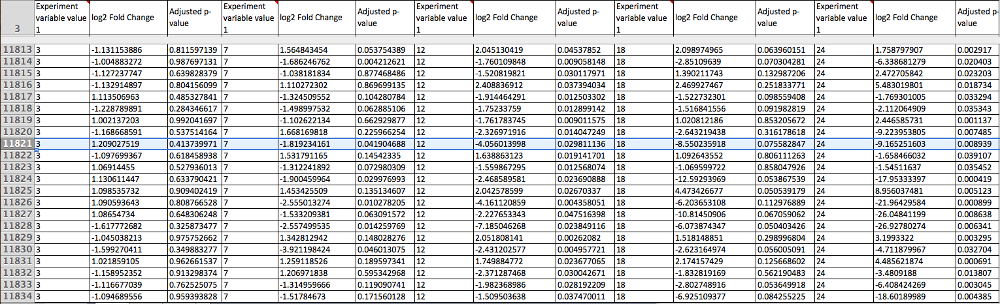 3 Experiment variable value 1 log2 Fold Change Adjusted p-value Experiment variable value 1 log2 Fold Change Adjusted p-value Experiment variable value 1 log2 Fold Change Adjusted p-value Experiment variable value 1 log2 Fold Change Adjusted p-value Experiment variable value 1 log2 Fold Change Adjusted p-value
11813 3 -1.131153886 0.811597139 7 1.564843454 0.053754389 12 2.045130419 0.04537852 18 2.098974965 0.063960151 24 1.758797907 0.002917
11814 3 -1.004883272 0.987697131 7 -1.686246762 0.004212621 12 -1.760109848 0.009058148 18 -2.85109639 0.070304281 24 -6.338681279 0.020403
11815 3 -1.127237747 0.639828379 7 -1.038181834 0.877468486 12 -1.520819821 0.030117971 18 1.390211743 0.132987206 24 2.472705842 0.023203
11816 3 -1.132914897 0.804156099 7 1.110272302 0.869699135 12 2.408836912 0.037394034 18 2.469927467 0.251833771 24 5.483019801 0.018734
11817 3 1.113506963 0.485327841 7 -1.324509552 0.104280784 12 -1.914464291 0.012503302 18 -1.522732301 0.098559408 24 -1.769301005 0.033294
11818 3 -1.228789891 0.284346617 7 -1.498997532 0.062885106 12 -1.75233759 0.012899142 18 -1.516841556 0.091982819 24 -2.112064909 0.035343
11819 3 1.002137203 0.992041697 7 -1.102622134 0.662929877 12 -1.761783745 0.009011575 18 1.020812186 0.853205672 24 2.446585731 0.001137
11820 3 -1.168668591 0.537514164 7 1.668169818 0.225966254 12 -2.326971916 0.014047249 18 -2.643219438 0.316178618 24 -9.223953805 0.007485
11821 3 1.209027519 0.413739971 7 -1.819234161 0.041904688 12 -4.056013998 0.029811136 18 -8.550235918 0.075582847 24 -9.165251603 0.008939
11822 3 -1.097699367 0.618458938 7 1.531791165 0.14542335 12 1.638863123 0.019141701 18 1.092643552 0.806111263 24 -1.658466032 0.039107
11823 3 1.06914455 0.527936013 7 -1.312241892 0.072980309 12 -1.559867295 0.012568074 18 -1.069599722 0.858047926 24 -1.54511637 0.035452
11824 3 1.130611447 0.633790421 7 -1.900459964 0.029976993 12 -2.468589581 0.023690888 18 -12.59293969 0.053867539 24 -17.95333397 0.000419
11825 3 1.098535732 0.909402419 7 1.453425509 0.135134607 12 2.042578599 0.02670337 18 4.473426677 0.050539179 24 8.956037481 0.005123
11826 3 1.090593643 0.808766528 7 -2.555013274 0.010278205 12 -4.161120859 0.004358051 18 -6.203653108 0.112976889 24 -21.96429584 0.000899
11827 3 1.08654734 0.648306248 7 -1.533209381 0.063091572 12 -2.227653343 0.047516398 18 -10.81450906 0.067059062 24 -26.04841199 0.008638
11828 3 -1.617772682 0.325873477 7 -2.557499535 0.014259769 12 -7.185046268 0.023849116 18 -6.073874347 0.050403426 24 -26.92780274 0.006341
11829 3 -1.045038213 0.975752662 7 1.342812942 0.148028276 12 2.051808141 0.00262082 18 1.518148851 0.298996804 24 3.1993322 0.003295
11830 3 -1.599270411 0.349883277 7 -3.921198424 0.046013075 12 -2.431202577 0.004957721 18 -2.623164974 0.056005091 24 -4.711879967 0.032704
11831 3 1.021859105 0.962661537 7 1.259118526 0.189597341 12 1.749884772 0.023677065 18 2.174157429 0.125668602 24 4.485621874 0.000691
11832 3 -1.158952352 0.913298374 7 1.206971838 0.595342968 12 -2.371287468 0.030042671 18 -1.832819169 0.562190483 24 -3.4809188 0.013807
11833 3 -1.116677039 0.762525075 7 -1.314959666 0.119090741 12 -1.982368986 0.028192209 18 -2.802748916 0.053649918 24 -6.408424269 0.003045
11834 3 -1.094689556 0.959393828 7 -1.51784673 0.171560128 12 -1.509503638 0.037470011 18 -6.925109377 0.084255225 24 -18.60189989 0.004385